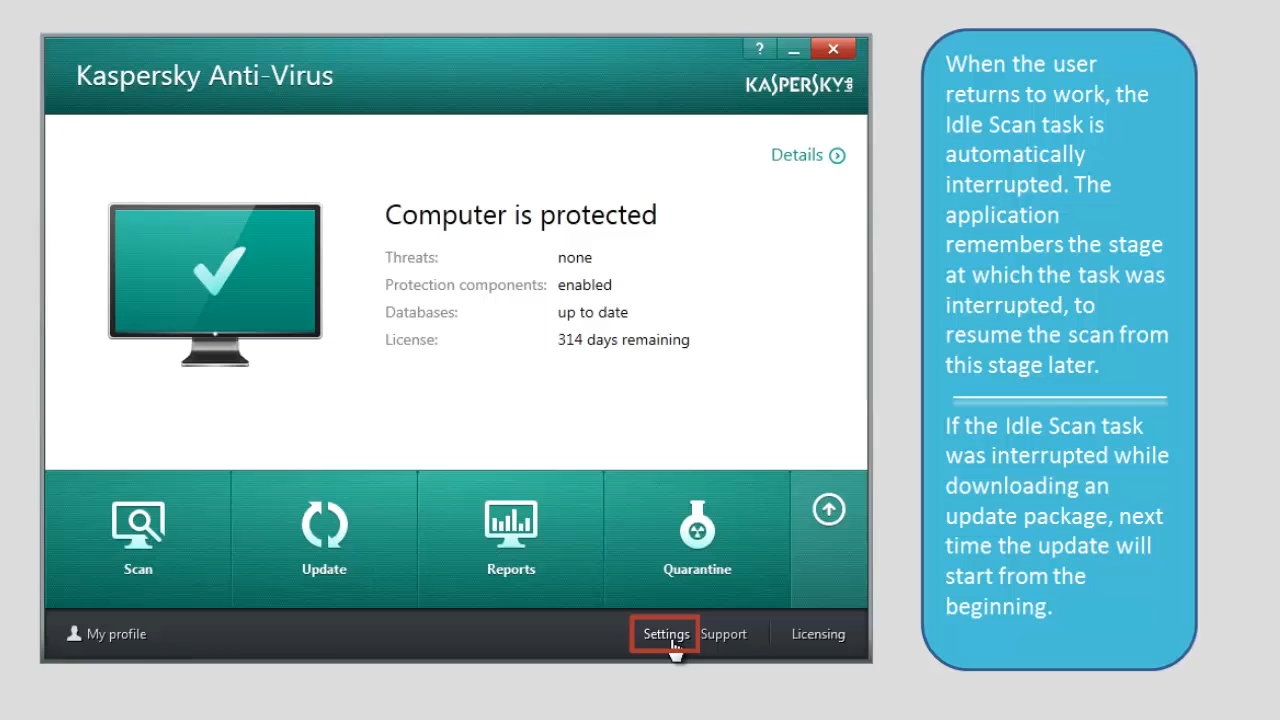 ?
Kaspersky Anti-Virus
KASPERSKY lab
Details
Computer is protected
Threats: none
Protection components: enabled
Databases: up to date
License: 314 days remaining
Scan
Update
Reports
Quarantine
My profile
Settings
Support
Licensing
When the user
returns to work, the
Idle Scan task is
automatically
interrupted. The
application
remembers the stage
at which the task was
interrupted, to
resume the scan from
this stage later.
If the Idle Scan task
was interrupted while
downloading an
update package, next
time the update will
start from the
beginning.